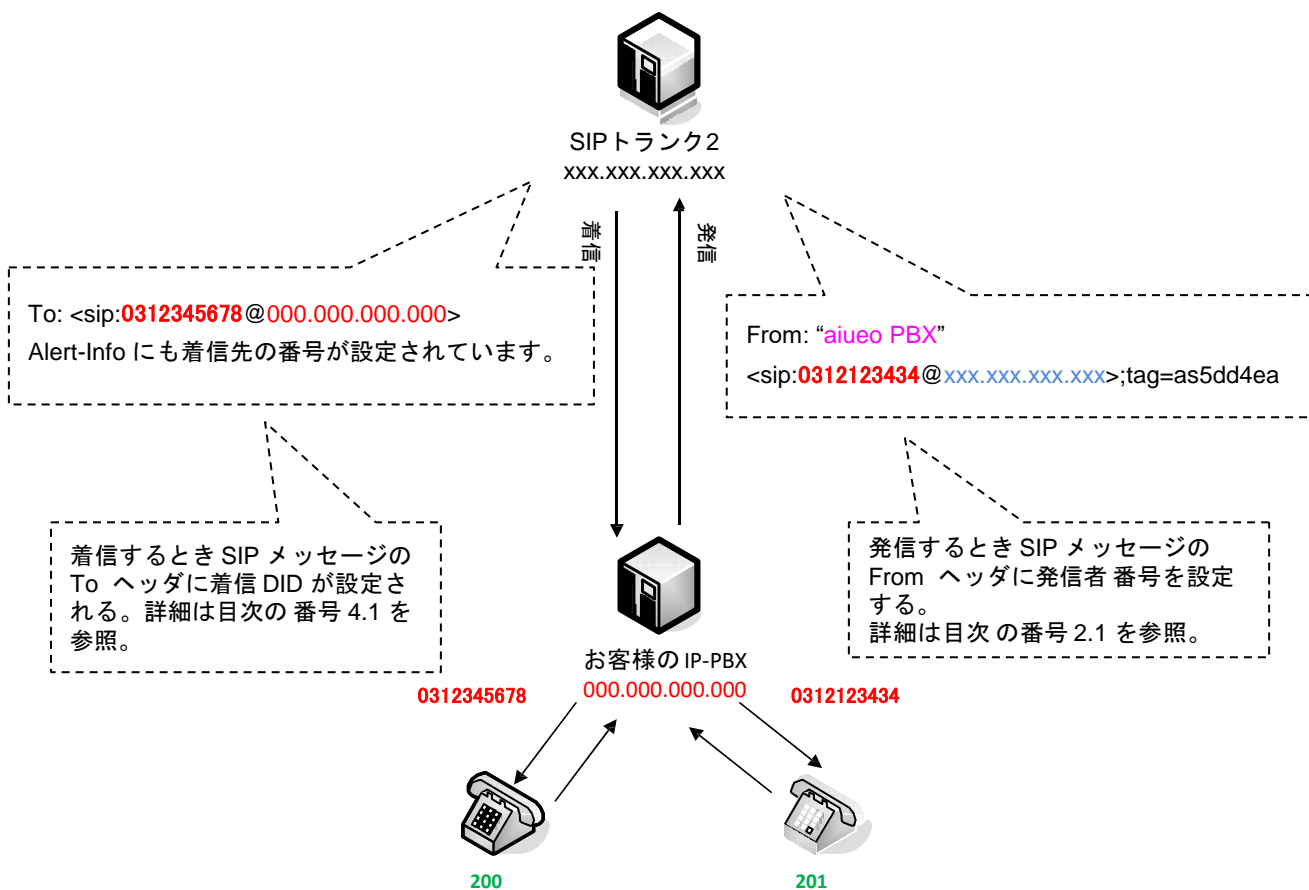 SIPトランク2
xxx.xxx.xxx.xxx
着信
発信
To: <sip:0312345678@000.000.000.000>
Alert-Info にも着信先の番号が設定されています。
From: “aiueo PBX”
<sip:0312123434@xxx.xxx.xxx.xxx>;tag=as5dd4ea
着信するとき SIP メッセージの
To ヘッダに着信 DID が設定さ
れる。詳細は目次の 番号 4.1 を
参照。
発信するとき SIP メッセージの
From ヘッダに発信者 番号を設定
する。
詳細は目次 の番号 2.1 を参照。
お客様の IP-PBX
000.000.000.000
0312345678
0312123434
200
201